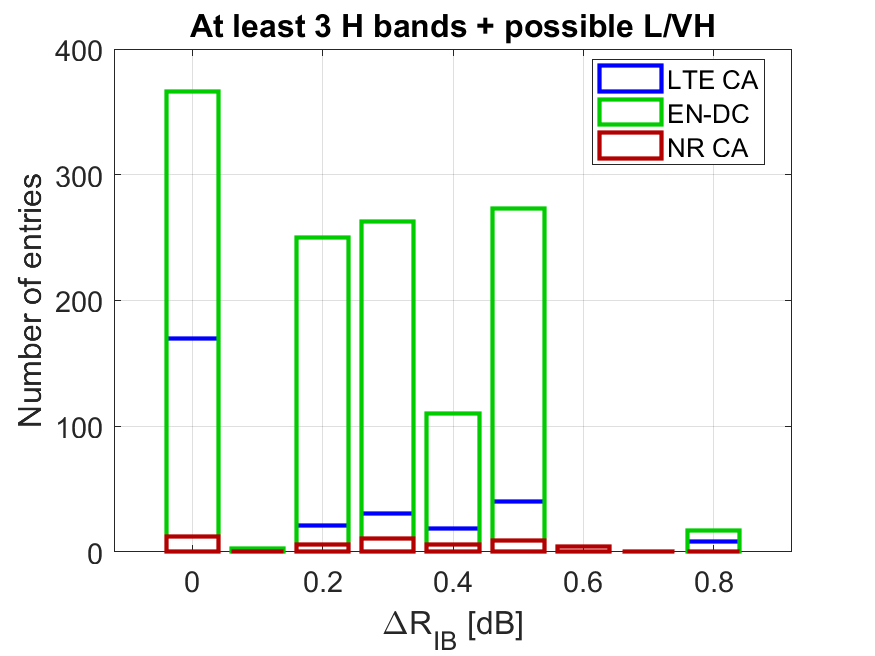 At least 3 H bands + possible L/VH
LTE CA
EN-DC
NR CA
Number of entries
400
300
200
100
0
0 0.2 0.4 0.6 0.8
ΔR_IB [dB]